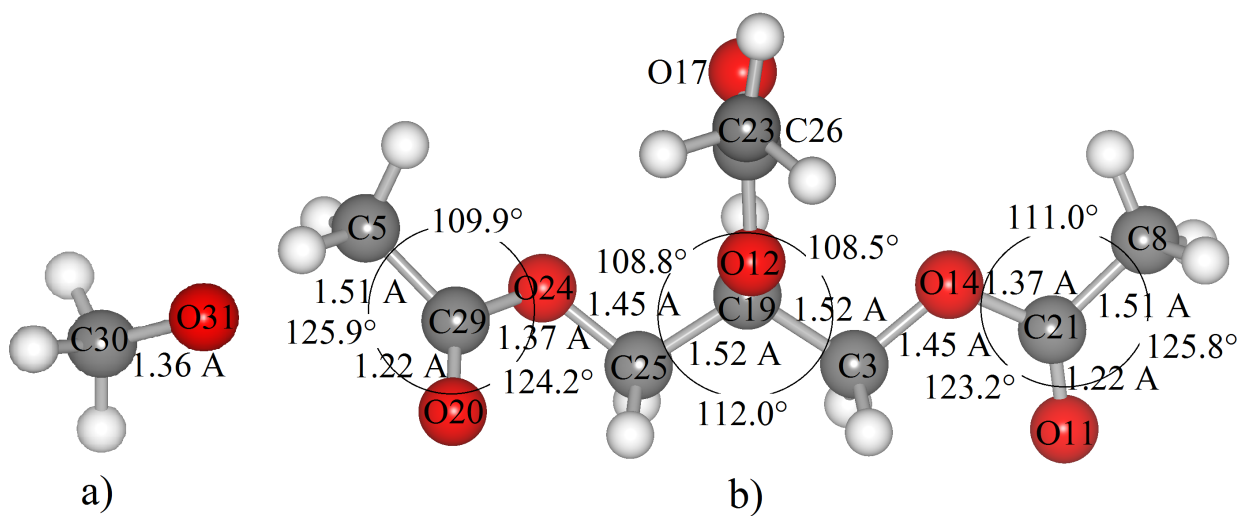 O17
C23 C26
C5
109.9°
111.0°
C8
108.8°
O12
108.5°
O24
O14
1.37 A
1.51 A
1.45 A
C19
1.52 A
1.51 A
C30
O31
125.9°
C29
1.37 A
C21
125.8°
1.36 A
1.22 A
C25
1.52 A
C3
1.45 A
1.22 A
124.2°
123.2°
O20
112.0°
O11
a)
b)